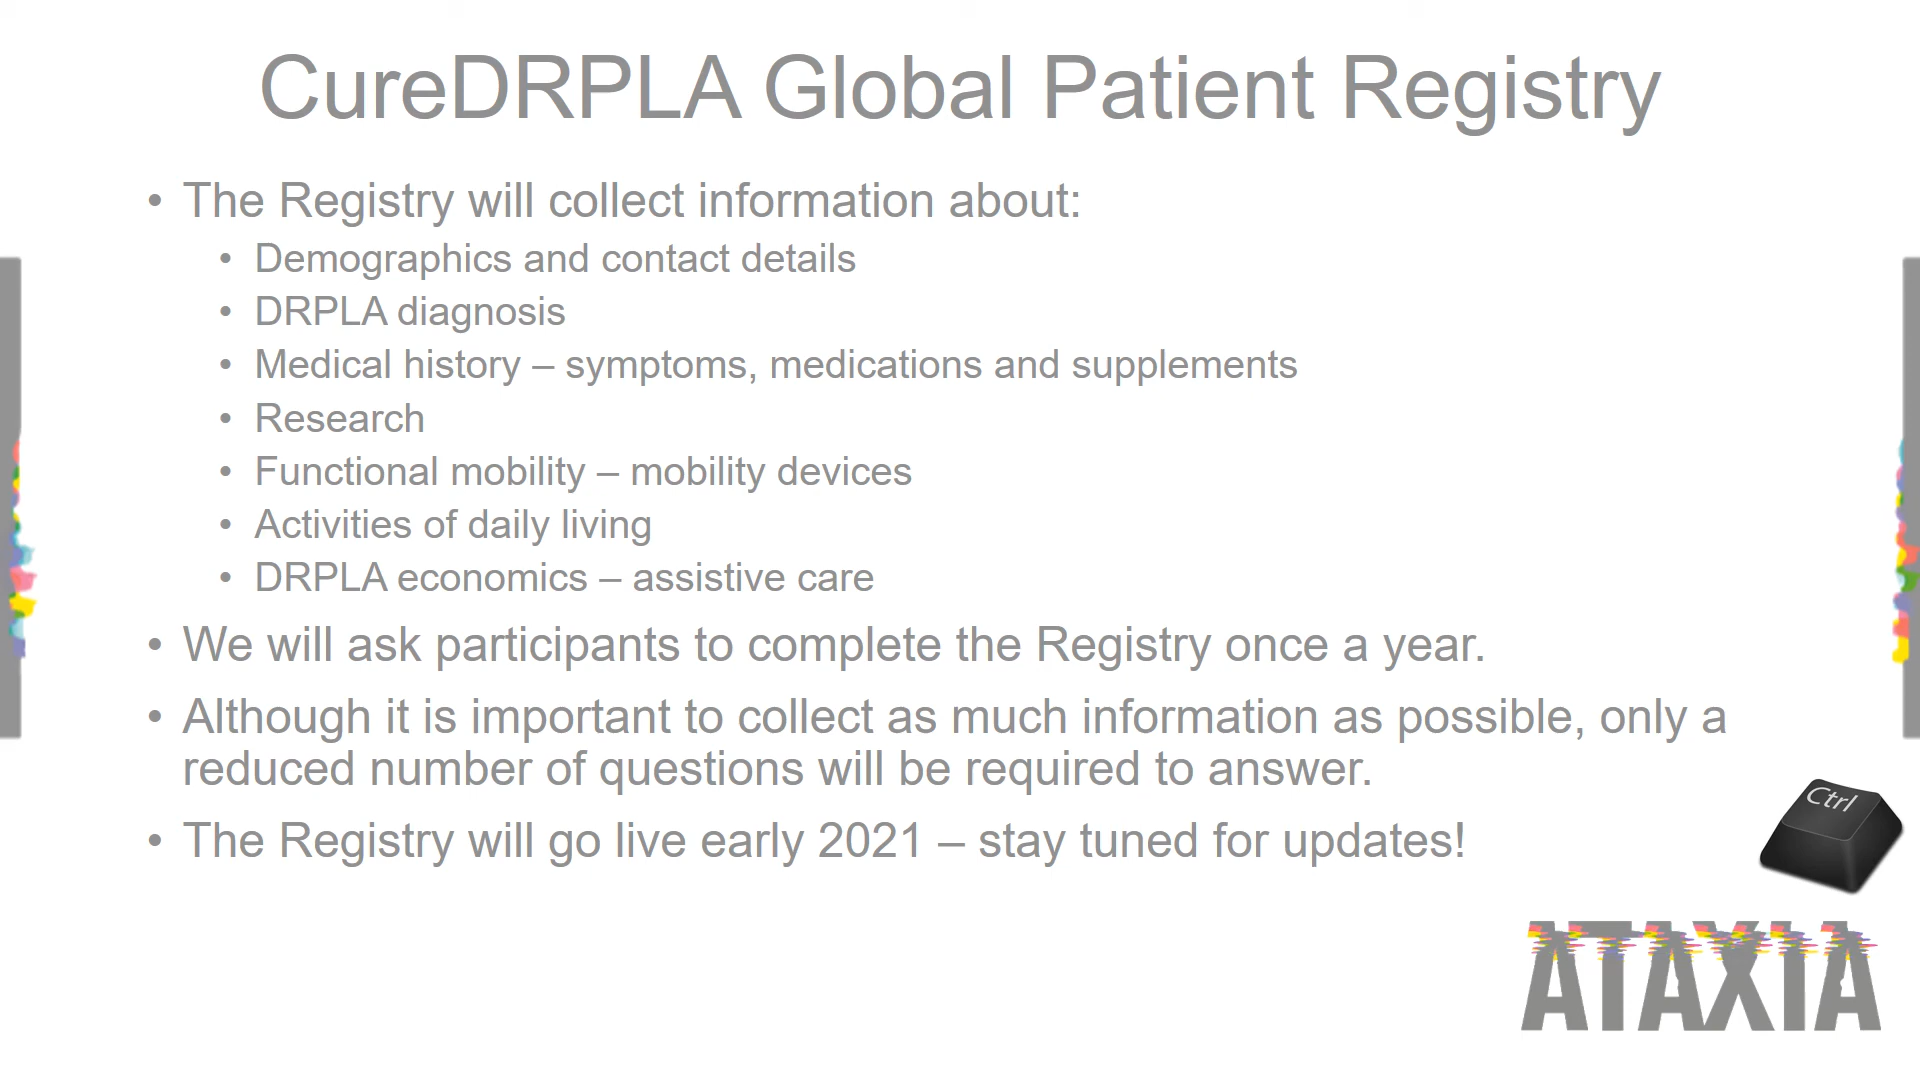 CureDRPLA Global Patient Registry
• The Registry will collect information about:
• Demographics and contact details
• DRPLA diagnosis
• Medical history – symptoms, medications and supplements
• Research
• Functional mobility – mobility devices
• Activities of daily living
• DRPLA economics – assistive care
• We will ask participants to complete the Registry once a year.
• Although it is important to collect as much information as possible, only a
reduced number of questions will be required to answer.
• The Registry will go live early 2021 – stay tuned for updates!
Ctrl
ATAXIA